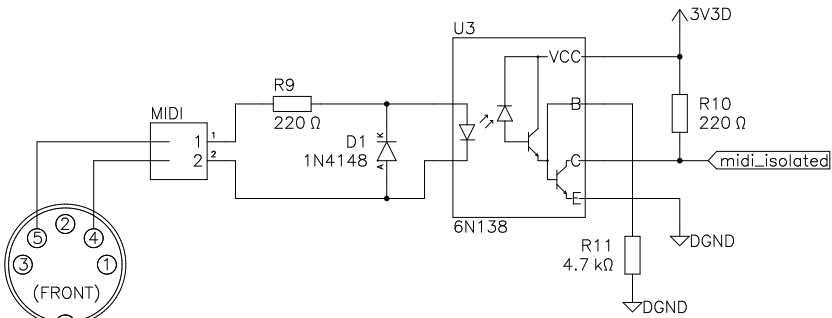 3V3D
U3
VCC
R9
220 Ω
MIDI
1 1
2 2
D1
1N4148
K
A
B
R10
220 Ω
C
midi_isolated
E
6N138
DGND
R11
4.7 kΩ
DGND
2
5 4
3 1
(FRONT)